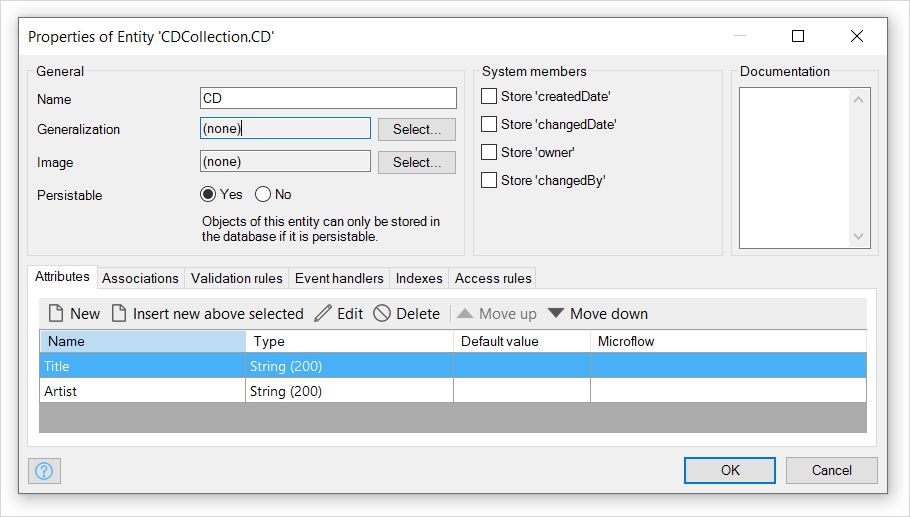 Properties of Entity 'CDCollection.CD'
General
Name
CD
Generalization
(none)
Select...
Image
(none)
Select...
Persistable
Yes
No
Objects of this entity can only be stored in
the database if it is persistable.
System members
Store 'createdDate'
Store 'changedDate'
Store 'owner'
Store 'changedBy'
Documentation
Attributes Associations Validation rules Event handlers Indexes Access rules
New Insert new above selected Edit Delete Move up Move down
Name Type Default value Microflow
Title String (200)
Artist String (200)
? OK Cancel